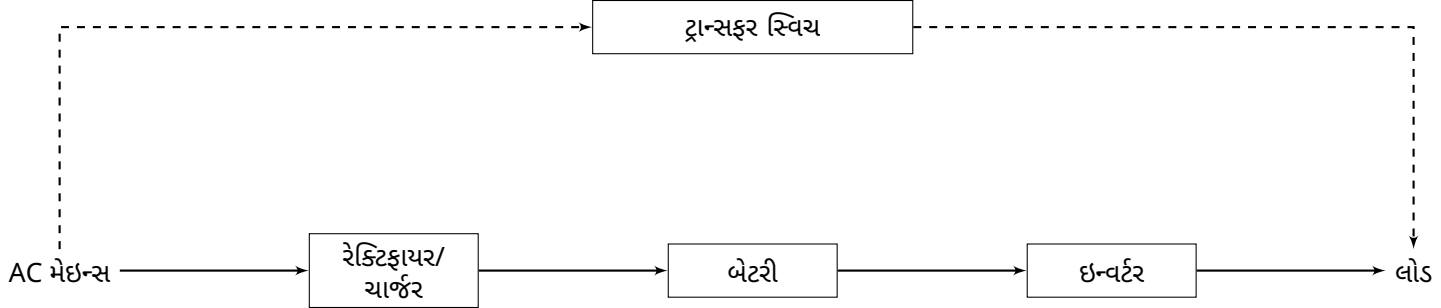 ટ્રાન્સફર સ્વિચ
AC મેઇન્સ
રેક્ટિફાયર/
ચાર્જર
બેટરી
ઇન્વર્ટર
લોડ